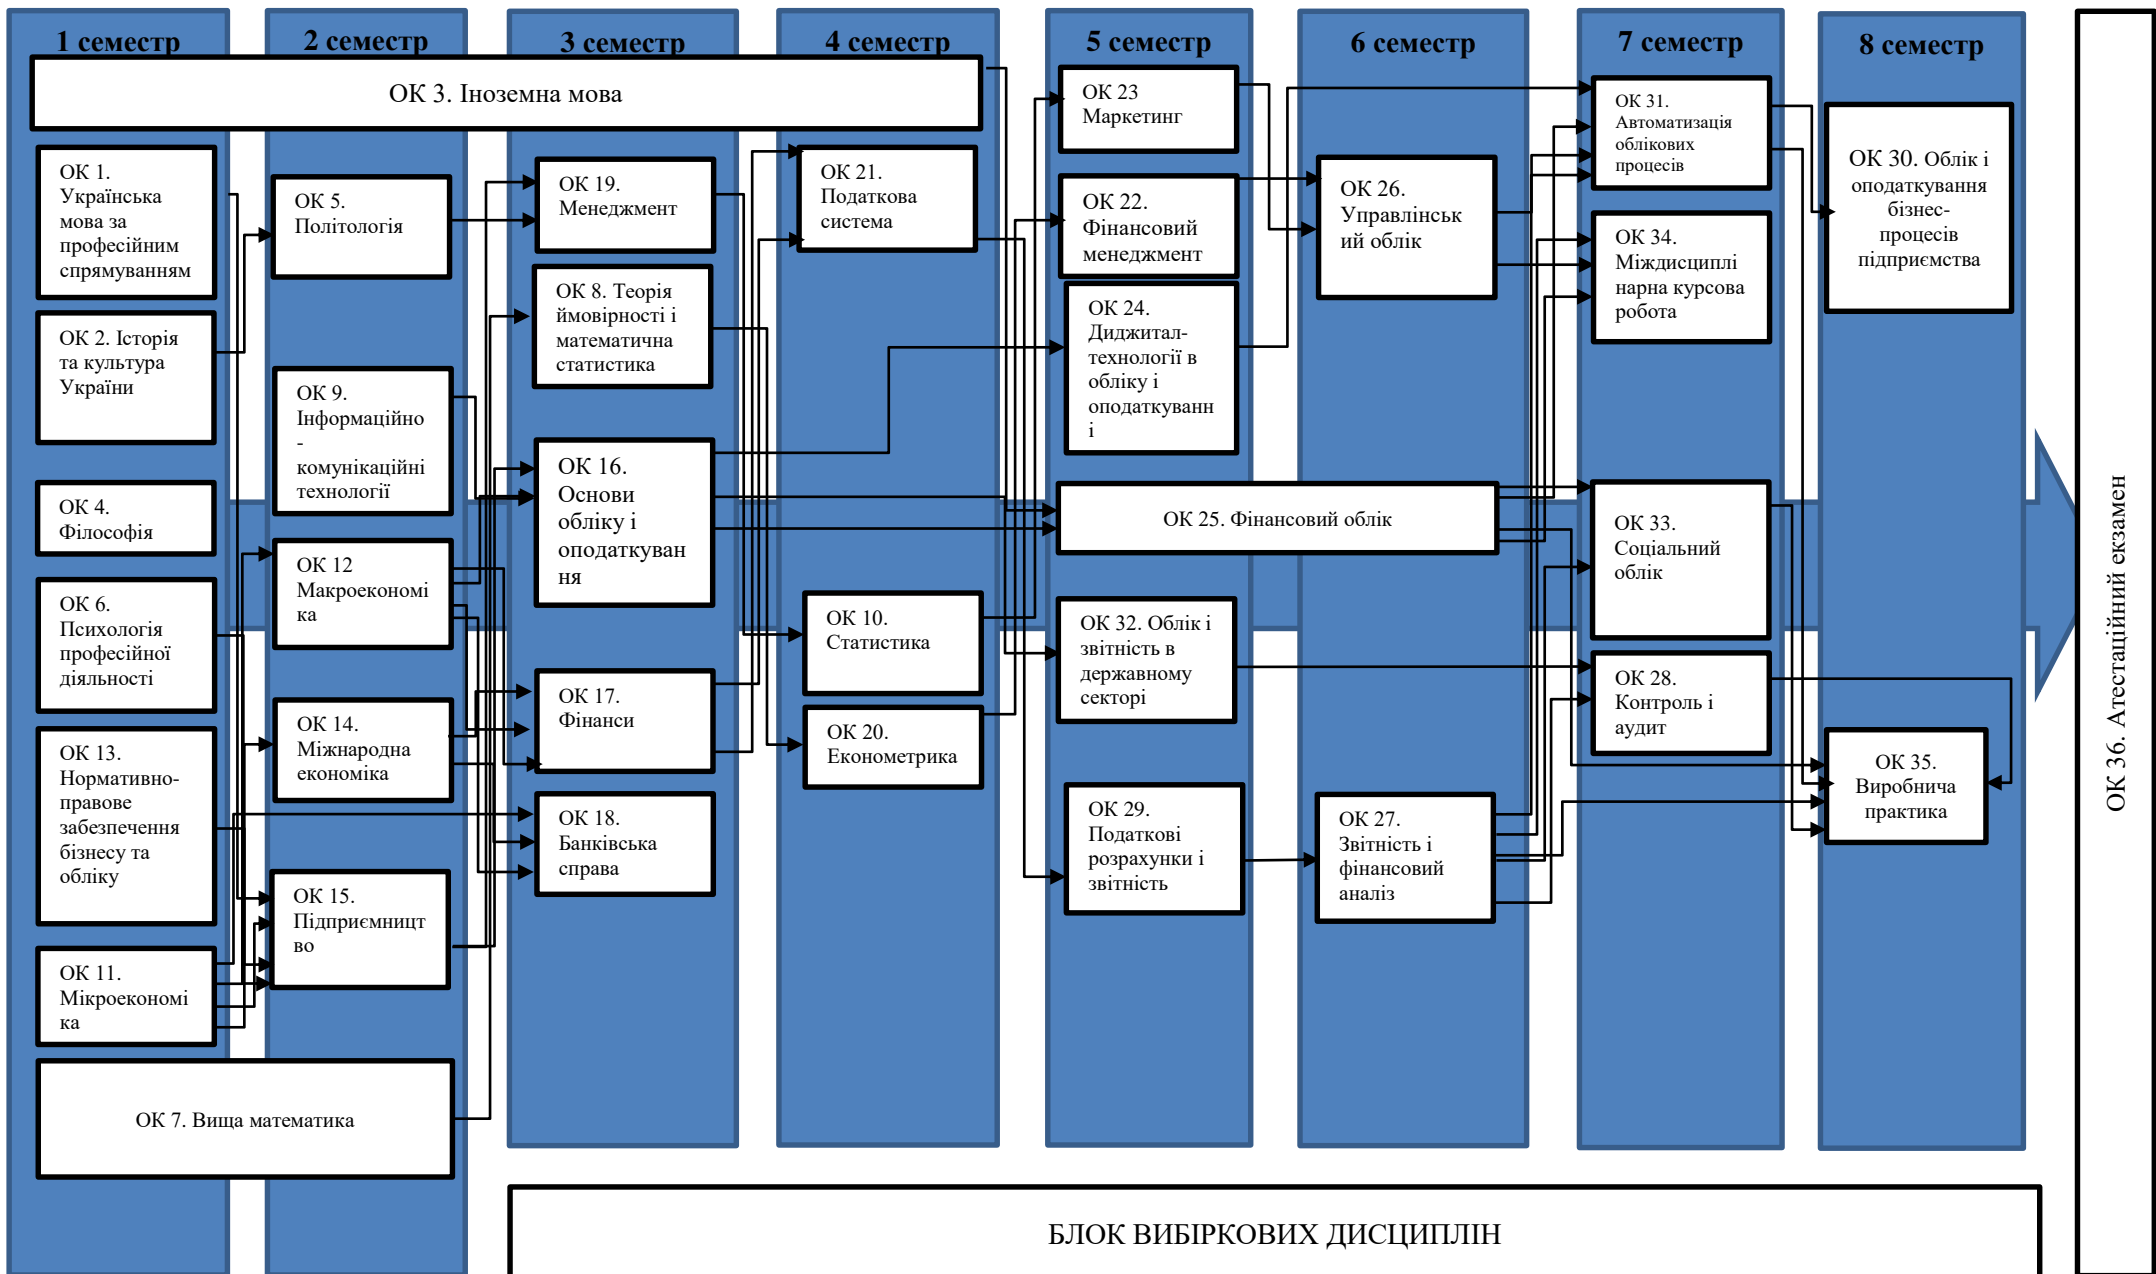 1 семестр
2 семестр
3 семестр
4 семестр
5 семестр
6 семестр
7 семестр
8 семестр
ОК 3. Іноземна мова
ОК 1.
Українська
мова за
професійним
спрямуванням
ОК 2. Історія
та культура
України
ОК 4.
Філософія
ОК 6.
Психологія
професійної
діяльності
ОК 13.
Нормативно-
правове
забезпечення
бізнесу та
обліку
ОК 11.
Мікроекономі
ка
ОК 7. Вища математика
ОК 5.
Політологія
ОК 9.
Інформаційно
-
комунікаційні
технології
ОК 12
Макроекономі
ка
ОК 14.
Міжнародна
економіка
ОК 15.
Підприємницт
во
ОК 19.
Менеджмент
ОК 8. Теорія
ймовірності і
математична
статистика
ОК 16.
Основи
обліку і
оподаткуван
ня
ОК 17.
Фінанси
ОК 18.
Банківська
справа
ОК 21.
Податкова
система
ОК 10.
Статистика
ОК 20.
Економетрика
ОК 23
Маркетинг
ОК 22.
Фінансовий
менеджмент
ОК 24.
Диджитал-
технології в
обліку і
оподаткуванн
і
ОК 25. Фінансовий облік
ОК 32. Облік і
звітність в
державному
секторі
ОК 29.
Податкові
розрахунки і
звітність
ОК 26.
Управлінськ
ий облік
ОК 27.
Звітність і
фінансовий
аналіз
ОК 31.
Автоматизація
облікових
процесів
ОК 34.
Міждисциплі
нарна курсова
робота
ОК 33.
Соціальний
облік
ОК 28.
Контроль і
аудит
ОК 30. Облік і
оподаткування
бізнес-
процесів
підприємства
ОК 35.
Виробнича
практика
ОК 36. Атестаційний екзамен
БЛОК ВИБІРКОВИХ ДИСЦИПЛІН